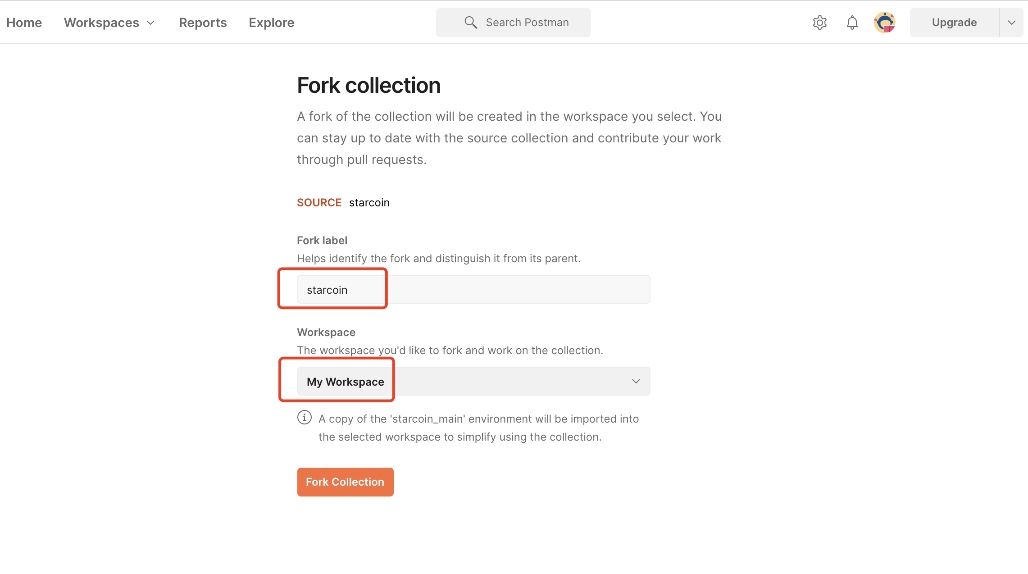 Home Workspaces Reports Explore Search Postman Upgrade
Fork collection
A fork of the collection will be created in the workspace you select. You
can stay up to date with the source collection and contribute your work
through pull requests.
SOURCE starcoin
Fork label
Helps identify the fork and distinguish it from its parent.
starcoin
Workspace
The workspace you'd like to fork and work on the collection.
My Workspace
A copy of the 'starcoin_main' environment will be imported into
the selected workspace to simplify using the collection.
Fork Collection